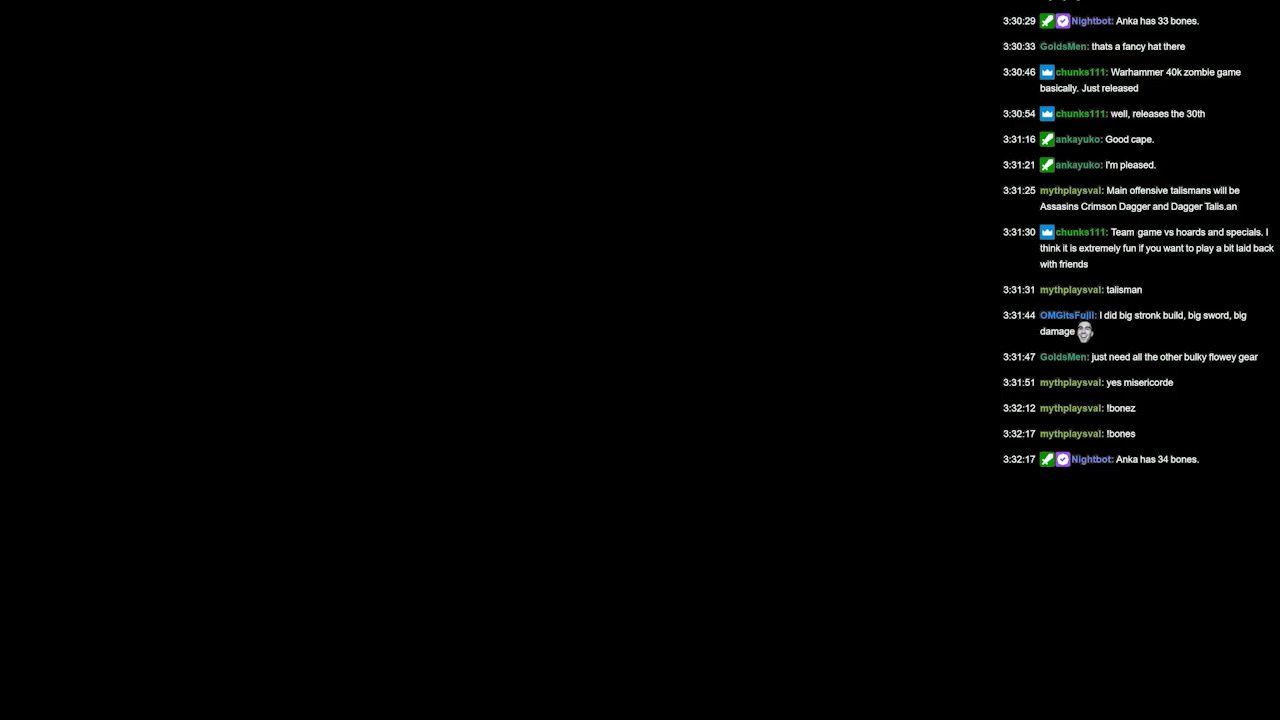 3:30:29 Nightbot: Anka has 33 bones.
3:30:33 GoldsMen: thats a fancy hat there
3:30:46 chunks111: Warhammer 40k zombie game
basically. Just released
3:30:54 chunks111: well, releases the 30th
3:31:16 ankayuko: Good cape.
3:31:21 ankayuko: I'm pleased.
3:31:25 mythplaysval: Main offensive talismans will be
Assasins Crimson Dagger and Dagger Talis.an
3:31:30 chunks111: Team game vs hoards and specials. I
think it is extremely fun if you want to play a bit laid back
with friends
3:31:31 mythplaysval: talisman
3:31:44 OMGitsFujii: I did big stronk build, big sword, big
damage
3:31:47 GoldsMen: just need all the other bulky flowey gear
3:31:51 mythplaysval: yes misericorde
3:32:12 mythplaysval: !bonez
3:32:17 mythplaysval: !bones
3:32:17 Nightbot: Anka has 34 bones.